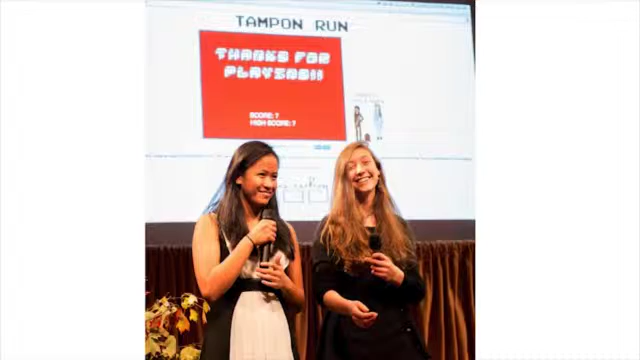 TAMPON RUN
THANKS FOR
PLAYING!!
SCORE: 7
HIGH SCORE: 7